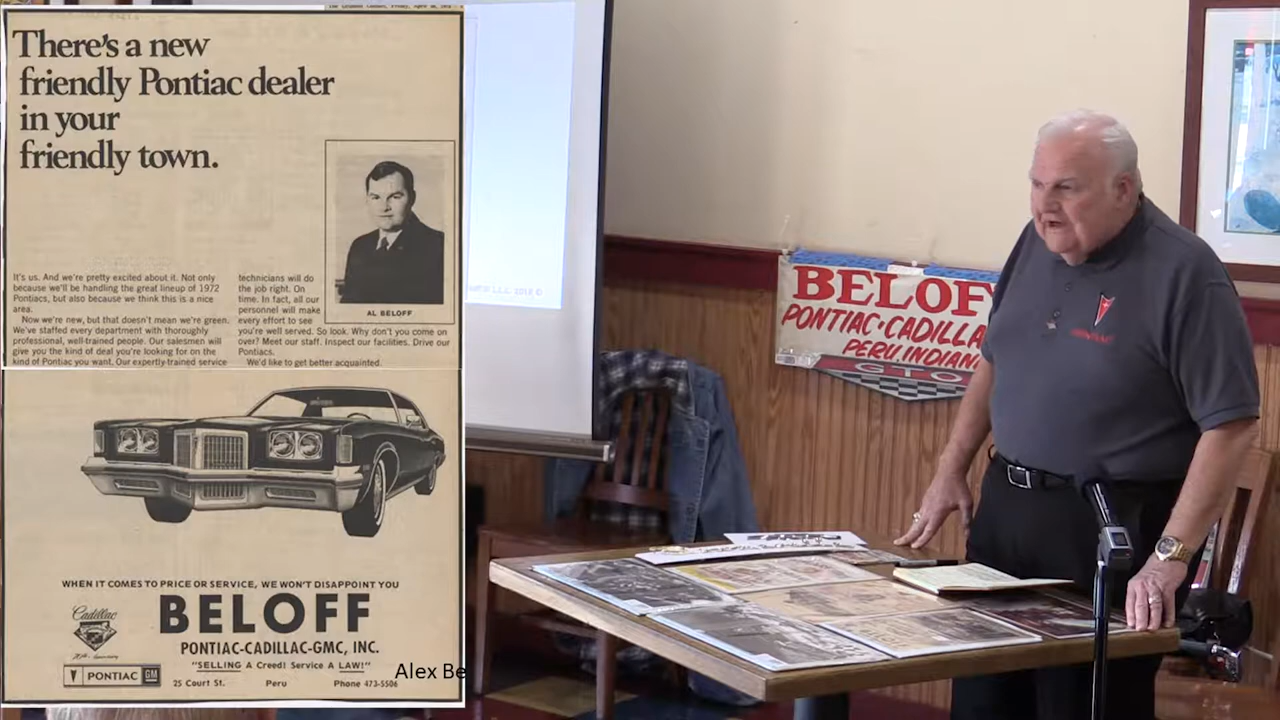 There's a new
friendly Pontiac dealer
in your
friendly town.
AL BELOFF
It's us. And we're pretty excited about it. Not only
because we'll be handling the great lineup of 1972
Pontiacs, but also because we think this is a nice
area.
Now we're new, but that doesn't mean we're green.
We've staffed every department with thoroughly
professional, well-trained people. Our salesmen will
give you the kind of deal you're looking for on the
kind of Pontiac you want. Our expertly-trained service
technicians will do
the job right. On
time. In fact, all our
personnel will make
every effort to see
you're well served. So look. Why don't you come on
over? Meet our staff. Inspect our facilities. Drive our
Pontiacs.
We'd like to get better acquainted.
WHEN IT COMES TO PRICE OR SERVICE, WE WON'T DISAPPOINT YOU
Cadillac
BELOFF
PONTIAC-CADILLAC-GMC, INC.
"SELLING A Creed! Service A LAW!"
PONTIAC GM
25 Court St. Peru Phone 473-5506
Alex Be
BELOF
PONTIAC·CADILLA
PERU, INDIAN
GTO
PONTIAC